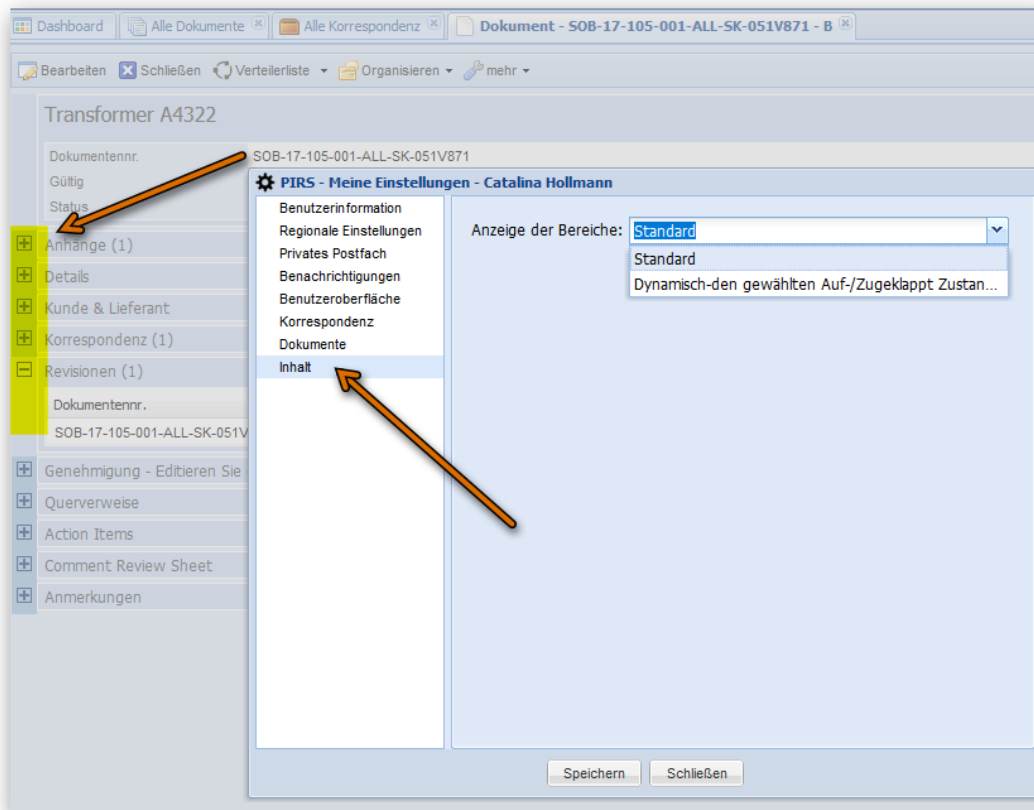 Dashboard Alle Dokumente Alle Korrespondenz Dokument - SOB-17-105-001-ALL-SK-051V871 - B
Bearbeiten Schließen Verteilerliste Organisieren mehr
Transformer A4322
Dokumentennr. SOB-17-105-001-ALL-SK-051V871
Gültig
Status
Anhänge (1)
Details
Kunde & Lieferant
Korrespondenz (1)
Revisionen (1)
Dokumentennr.
SOB-17-105-001-ALL-SK-051V
Genehmigung - Editieren Sie
Querverweise
Action Items
Comment Review Sheet
Anmerkungen
PIRS - Meine Einstellungen - Catalina Hollmann
Benutzerinformation
Regionale Einstellungen
Privates Postfach
Benachrichtigungen
Benutzeroberfläche
Korrespondenz
Dokumente
Inhalt
Anzeige der Bereiche: Standard
Standard
Dynamisch-den gewählten Auf-/Zugeklappt Zustan...
Speichern Schließen